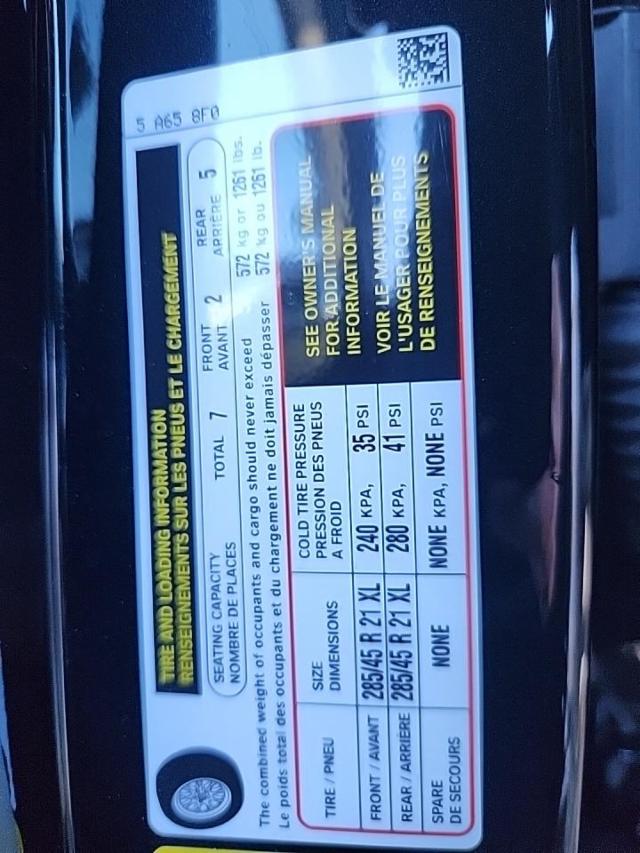 5 A65 8F0
TIRE AND LOADING INFORMATION
RENSEIGNEMENTS SUR LES PNEUS ET LE CHARGEMENT
SEATING CAPACITY TOTAL 7 FRONT 2 REAR 5
NOMBRE DE PLACES AVANT ARRIÈRE
The combined weight of occupants and cargo should never exceed 572 kg or 1261 lbs.
Le poids total des occupants et du chargement ne doit jamais dépasser 572 kg ou 1261 lb.
TIRE / PNEU
SIZE
DIMENSIONS
COLD TIRE PRESSURE
PRESSION DES PNEUS
A FROID
FRONT / AVANT 285/45 R 21 XL 240 KPA, 35 PSI
REAR / ARRIÈRE 285/45 R 21 XL 280 KPA, 41 PSI
SPARE
DE SECOURS NONE NONE KPA, NONE PSI
SEE OWNER'S MANUAL
FOR ADDITIONAL
INFORMATION
VOIR LE MANUEL DE
L'USAGER POUR PLUS
DE RENSEIGNEMENTS